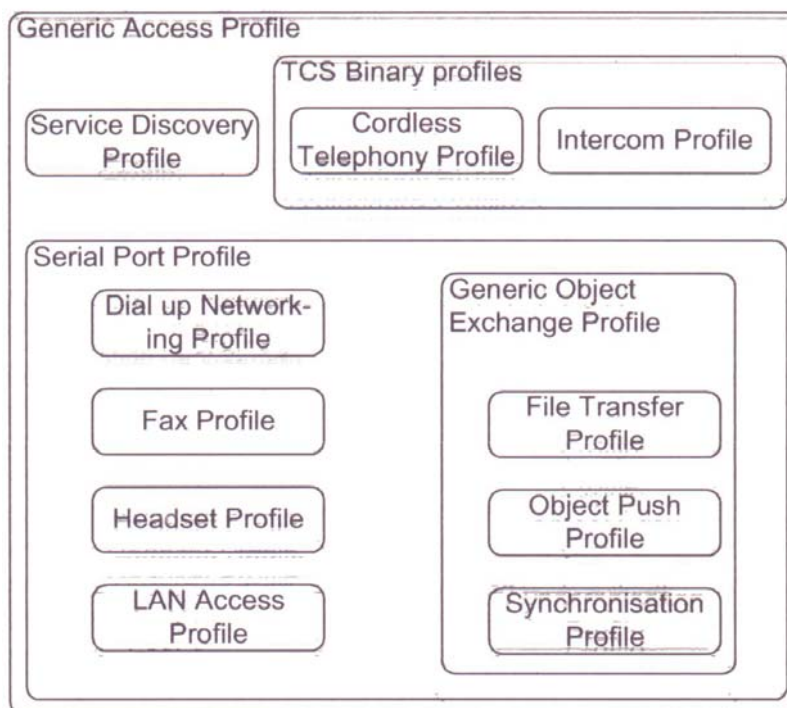 Generic Access Profile
TCS Binary profiles
Service Discovery
Profile
Cordless
Telephony Profile
Intercom Profile
Serial Port Profile
Dial up Network-
ing Profile
Fax Profile
Headset Profile
LAN Access
Profile
Generic Object
Exchange Profile
File Transfer
Profile
Object Push
Profile
Synchronisation
Profile